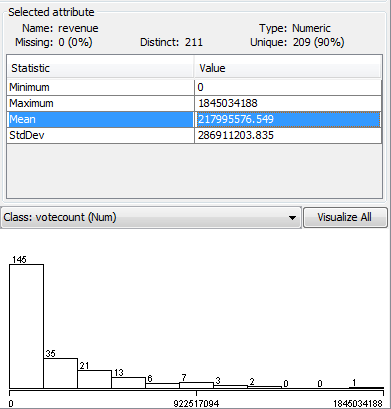 Selected attribute
Name: revenue Type: Numeric
Missing: 0 (0%) Distinct: 211 Unique: 209 (90%)
Statistic Value
Minimum 0
Maximum 1845034188
Mean 217995576.549
StdDev 286911203.835
Class: votecount (Num) Visualize All
145
35
21
13
6
7
3
2
0
0
1
0 922517094 1845034188